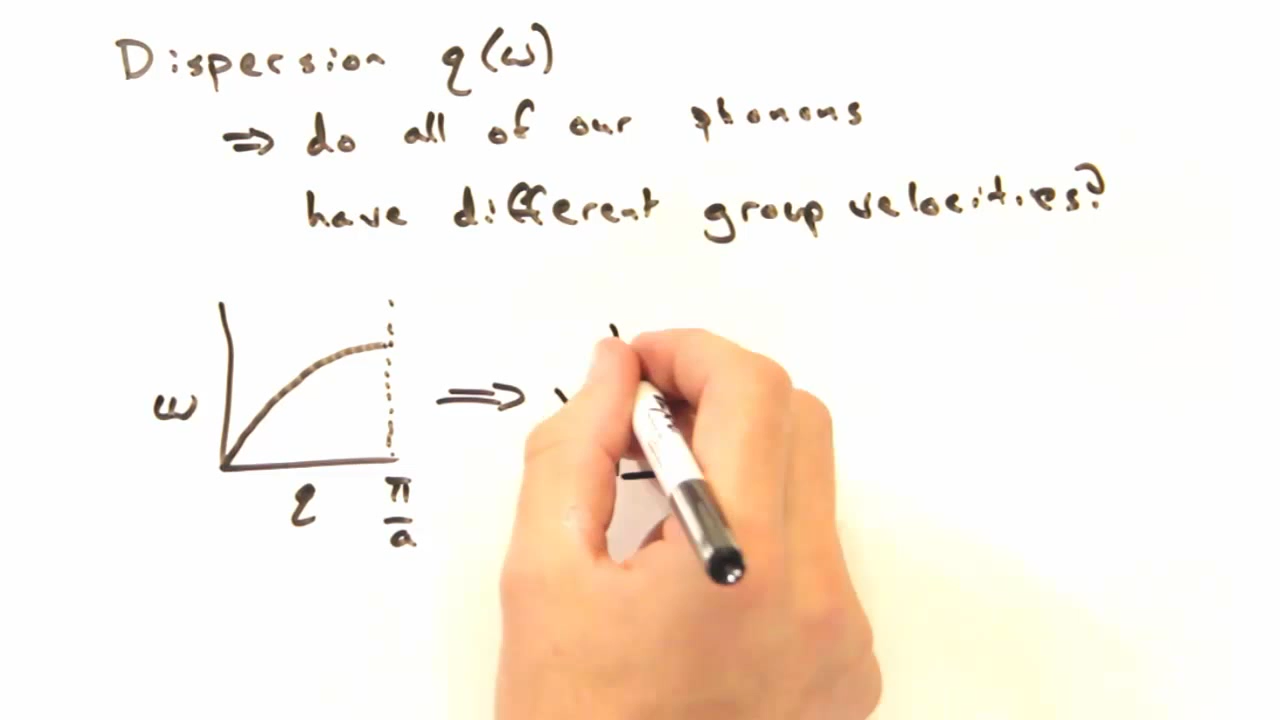 Dispersion q(ω)
⇒ do all of our phonons
have different group velocities?
ω
⇒
q
π/a